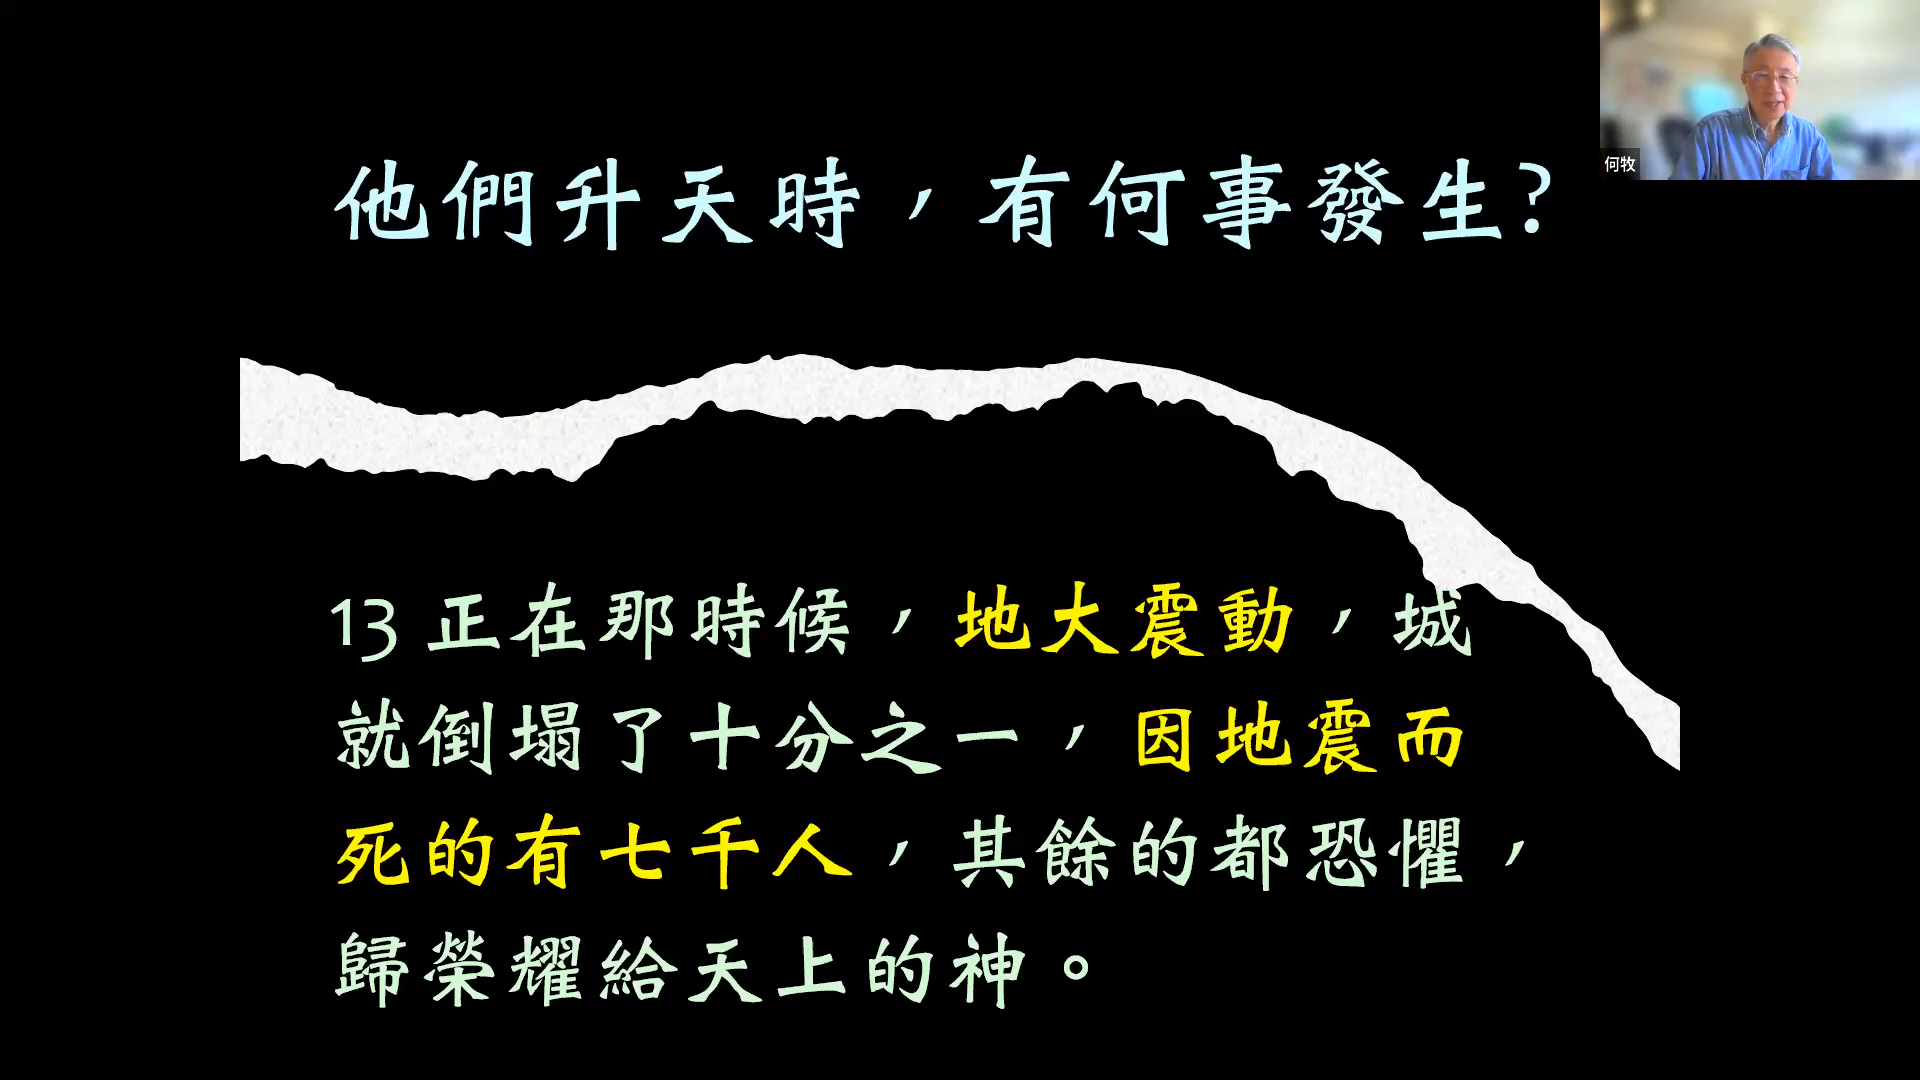 何牧
他們升天時，有何事發生?
13 正在那時候，地大震動，城
就倒塌了十分之一，因地震而
死的有七千人，其餘的都恐懼，
歸榮耀給天上的神。